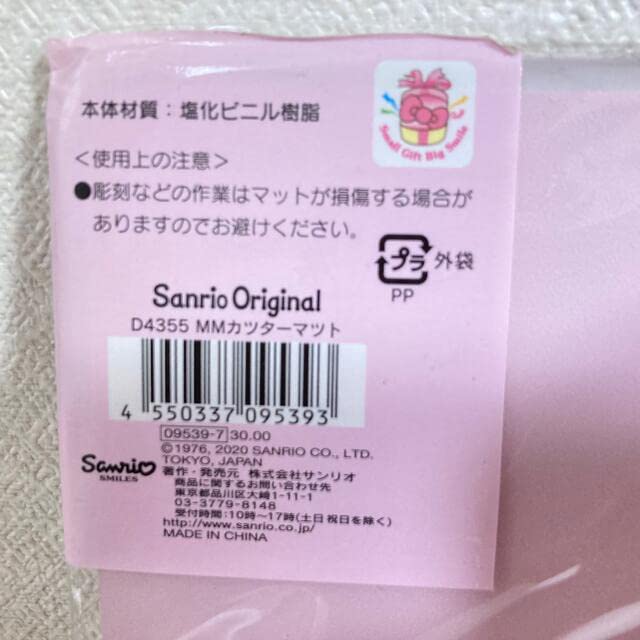 本体材質：塩化ビニル樹脂
Small Gift Big Smile
＜使用上の注意＞
●彫刻などの作業はマットが損傷する場合が
ありますのでお避けください。
プラ 外袋
PP
Sanrio Original
D4355 MMカツターマツト
4 550337 095393
09539-7 30.00
©1976, 2020 SANRIO CO., LTD.
TOKYO, JAPAN
Sanrio
SMILES
著作・発売元 株式会社サンリオ
商品に関するお問い合わせ
東京都品川区大崎1-11-1
03-3779-8148
受付時間:10時～17時(土日祝日を除く)
http://www.sanrio.co.jp/
MADE IN CHINA